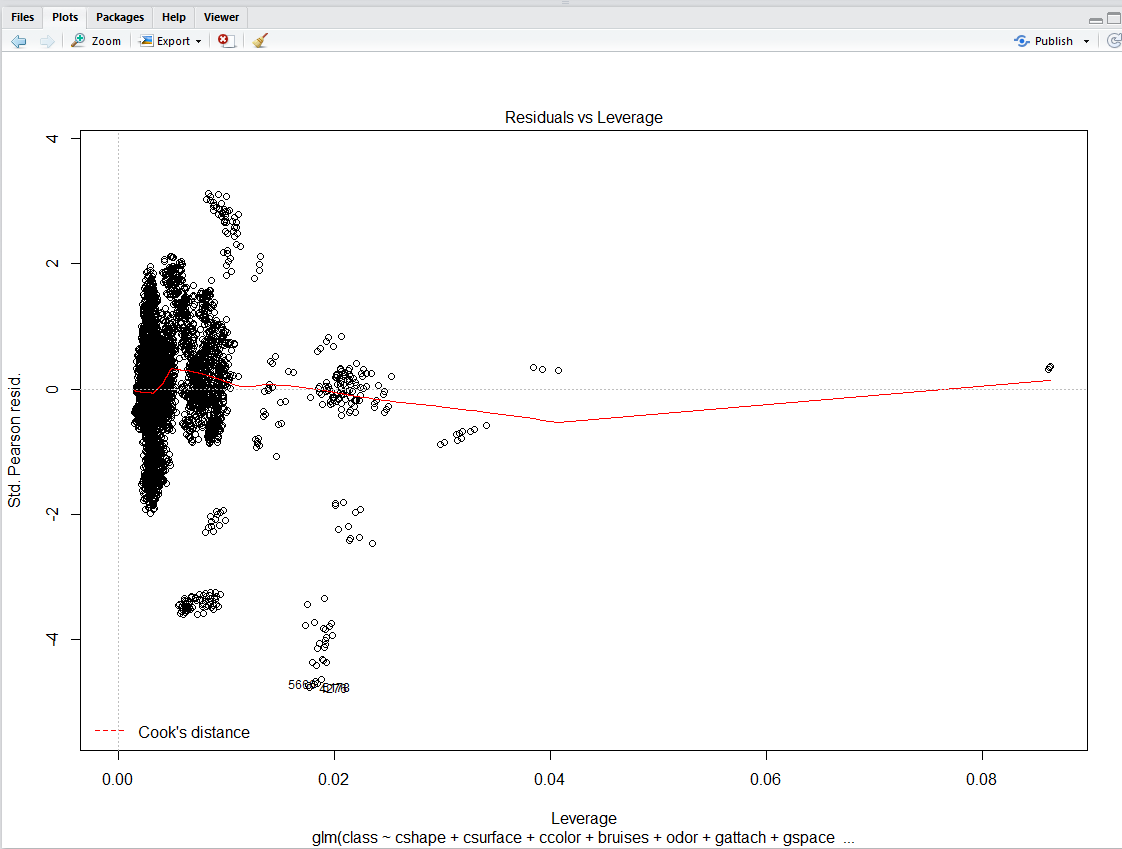 Files Plots Packages Help Viewer
Zoom Export Publish
Residuals vs Leverage
4
2
0
-2
-4
Std. Pearson resid.
Cook's distance
0.00 0.02 0.04 0.06 0.08
Leverage
glm(class ~ cshape + csurface + ccolor + bruises + odor + gattach + gspace ...